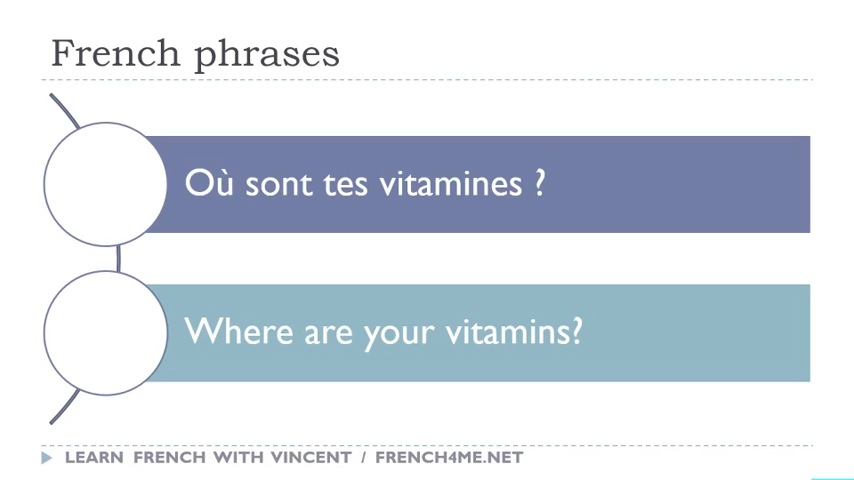 French phrases
Où sont tes vitamines ?
Where are your vitamins?
LEARN FRENCH WITH VINCENT / FRENCH4ME.NET